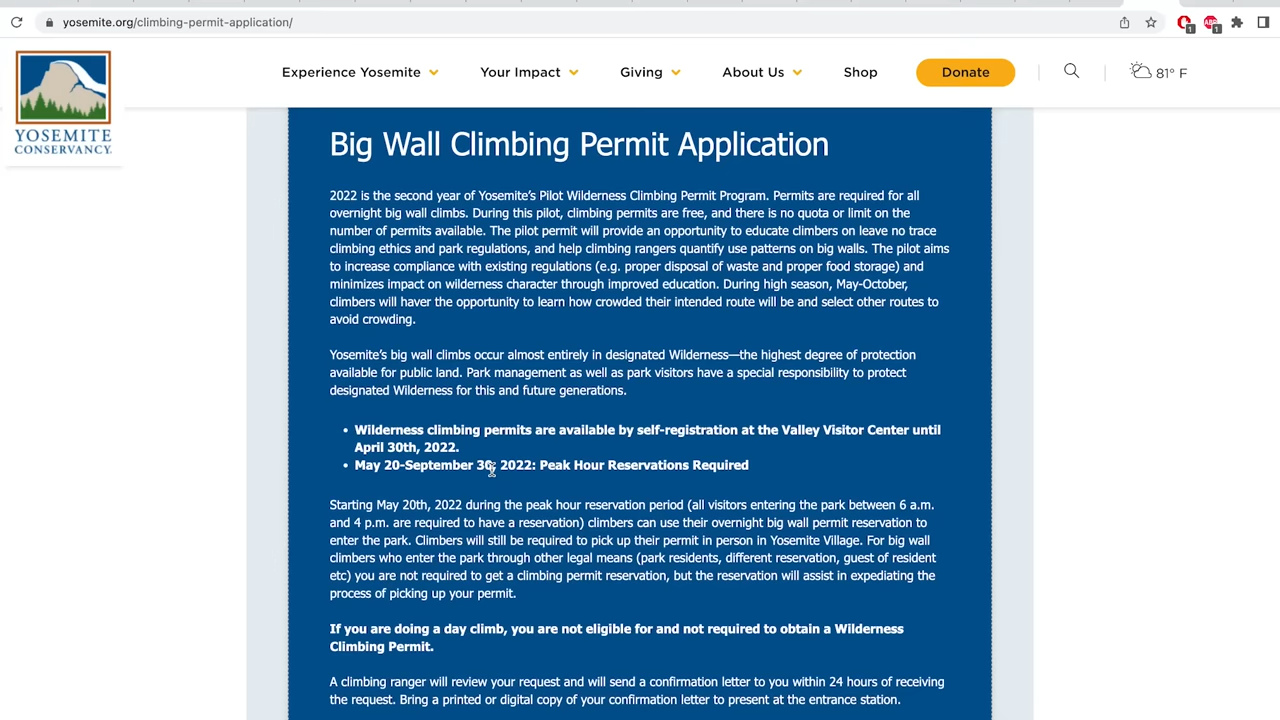 yosemite.org/climbing-permit-application/
1
1
YOSEMITE
CONSERVANCY.
Experience Yosemite
Your Impact
Giving
About Us
Shop
Donate
81° F
Big Wall Climbing Permit Application
2022 is the second year of Yosemite's Pilot Wilderness Climbing Permit Program. Permits are required for all
overnight big wall climbs. During this pilot, climbing permits are free, and there is no quota or limit on the
number of permits available. The pilot permit will provide an opportunity to educate climbers on leave no trace
climbing ethics and park regulations, and help climbing rangers quantify use patterns on big walls. The pilot aims
to increase compliance with existing regulations (e.g. proper disposal of waste and proper food storage) and
minimizes impact on wilderness character through improved education. During high season, May-October,
climbers will haver the opportunity to learn how crowded their intended route will be and select other routes to
avoid crowding.
Yosemite's big wall climbs occur almost entirely in designated Wilderness—the highest degree of protection
available for public land. Park management as well as park visitors have a special responsibility to protect
designated Wilderness for this and future generations.
• Wilderness climbing permits are available by self-registration at the Valley Visitor Center until
April 30th, 2022.
• May 20-September 30, 2022: Peak Hour Reservations Required
Starting May 20th, 2022 during the peak hour reservation period (all visitors entering the park between 6 a.m.
and 4 p.m. are required to have a reservation) climbers can use their overnight big wall permit reservation to
enter the park. Climbers will still be required to pick up their permit in person in Yosemite Village. For big wall
climbers who enter the park through other legal means (park residents, different reservation, guest of resident
etc) you are not required to get a climbing permit reservation, but the reservation will assist in expediating the
process of picking up your permit.
If you are doing a day climb, you are not eligible for and not required to obtain a Wilderness
Climbing Permit.
A climbing ranger will review your request and will send a confirmation letter to you within 24 hours of receiving
the request. Bring a printed or digital copy of your confirmation letter to present at the entrance station.